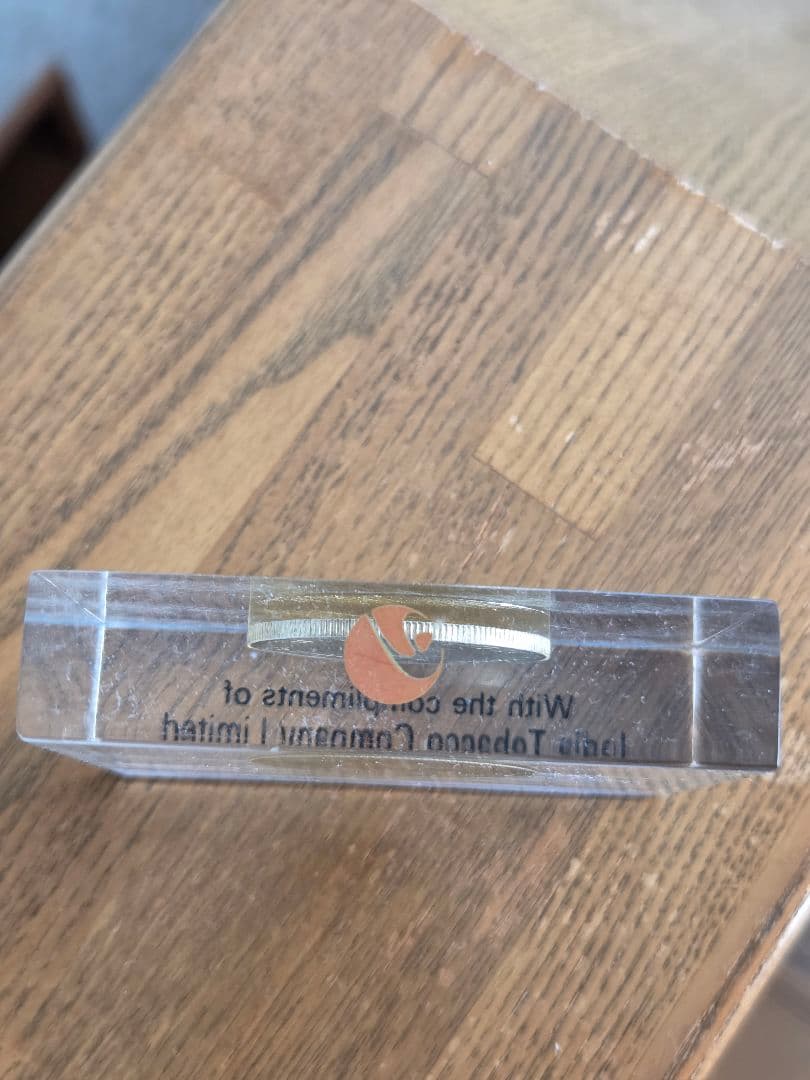 With the compliments of
India Tobacco Company Limited